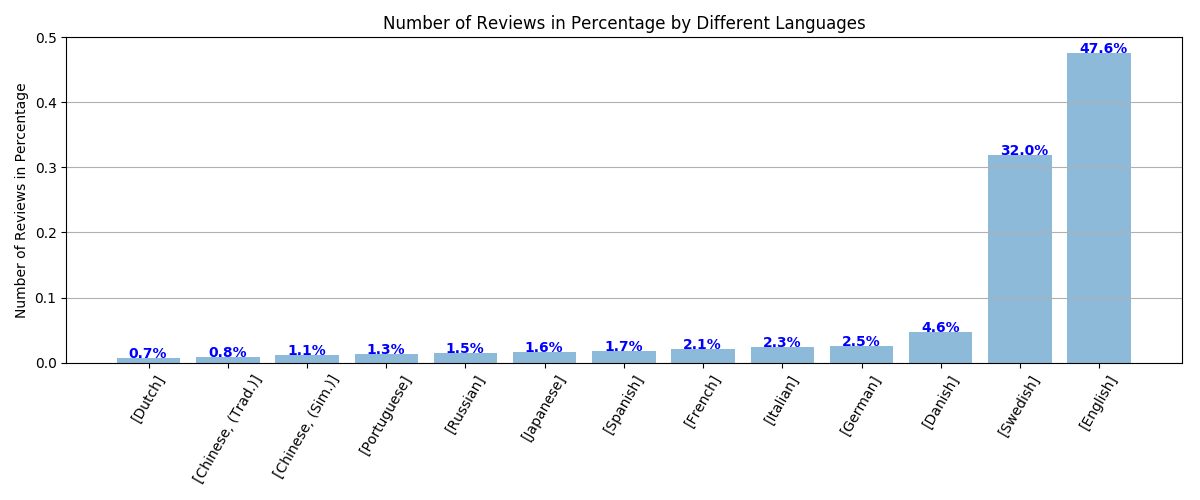 Number of Reviews in Percentage by Different Languages
Number of Reviews in Percentage
0.5
0.4
0.3
0.2
0.1
0.0
0.7%
0.8%
1.1%
1.3%
1.5%
1.6%
1.7%
2.1%
2.3%
2.5%
4.6%
32.0%
47.6%
[Dutch]
[Chinese, (Trad.)]
[Chinese, (Sim.)]
[Portuguese]
[Russian]
[Japanese]
[Spanish]
[French]
[Italian]
[German]
[Danish]
[Swedish]
[English]